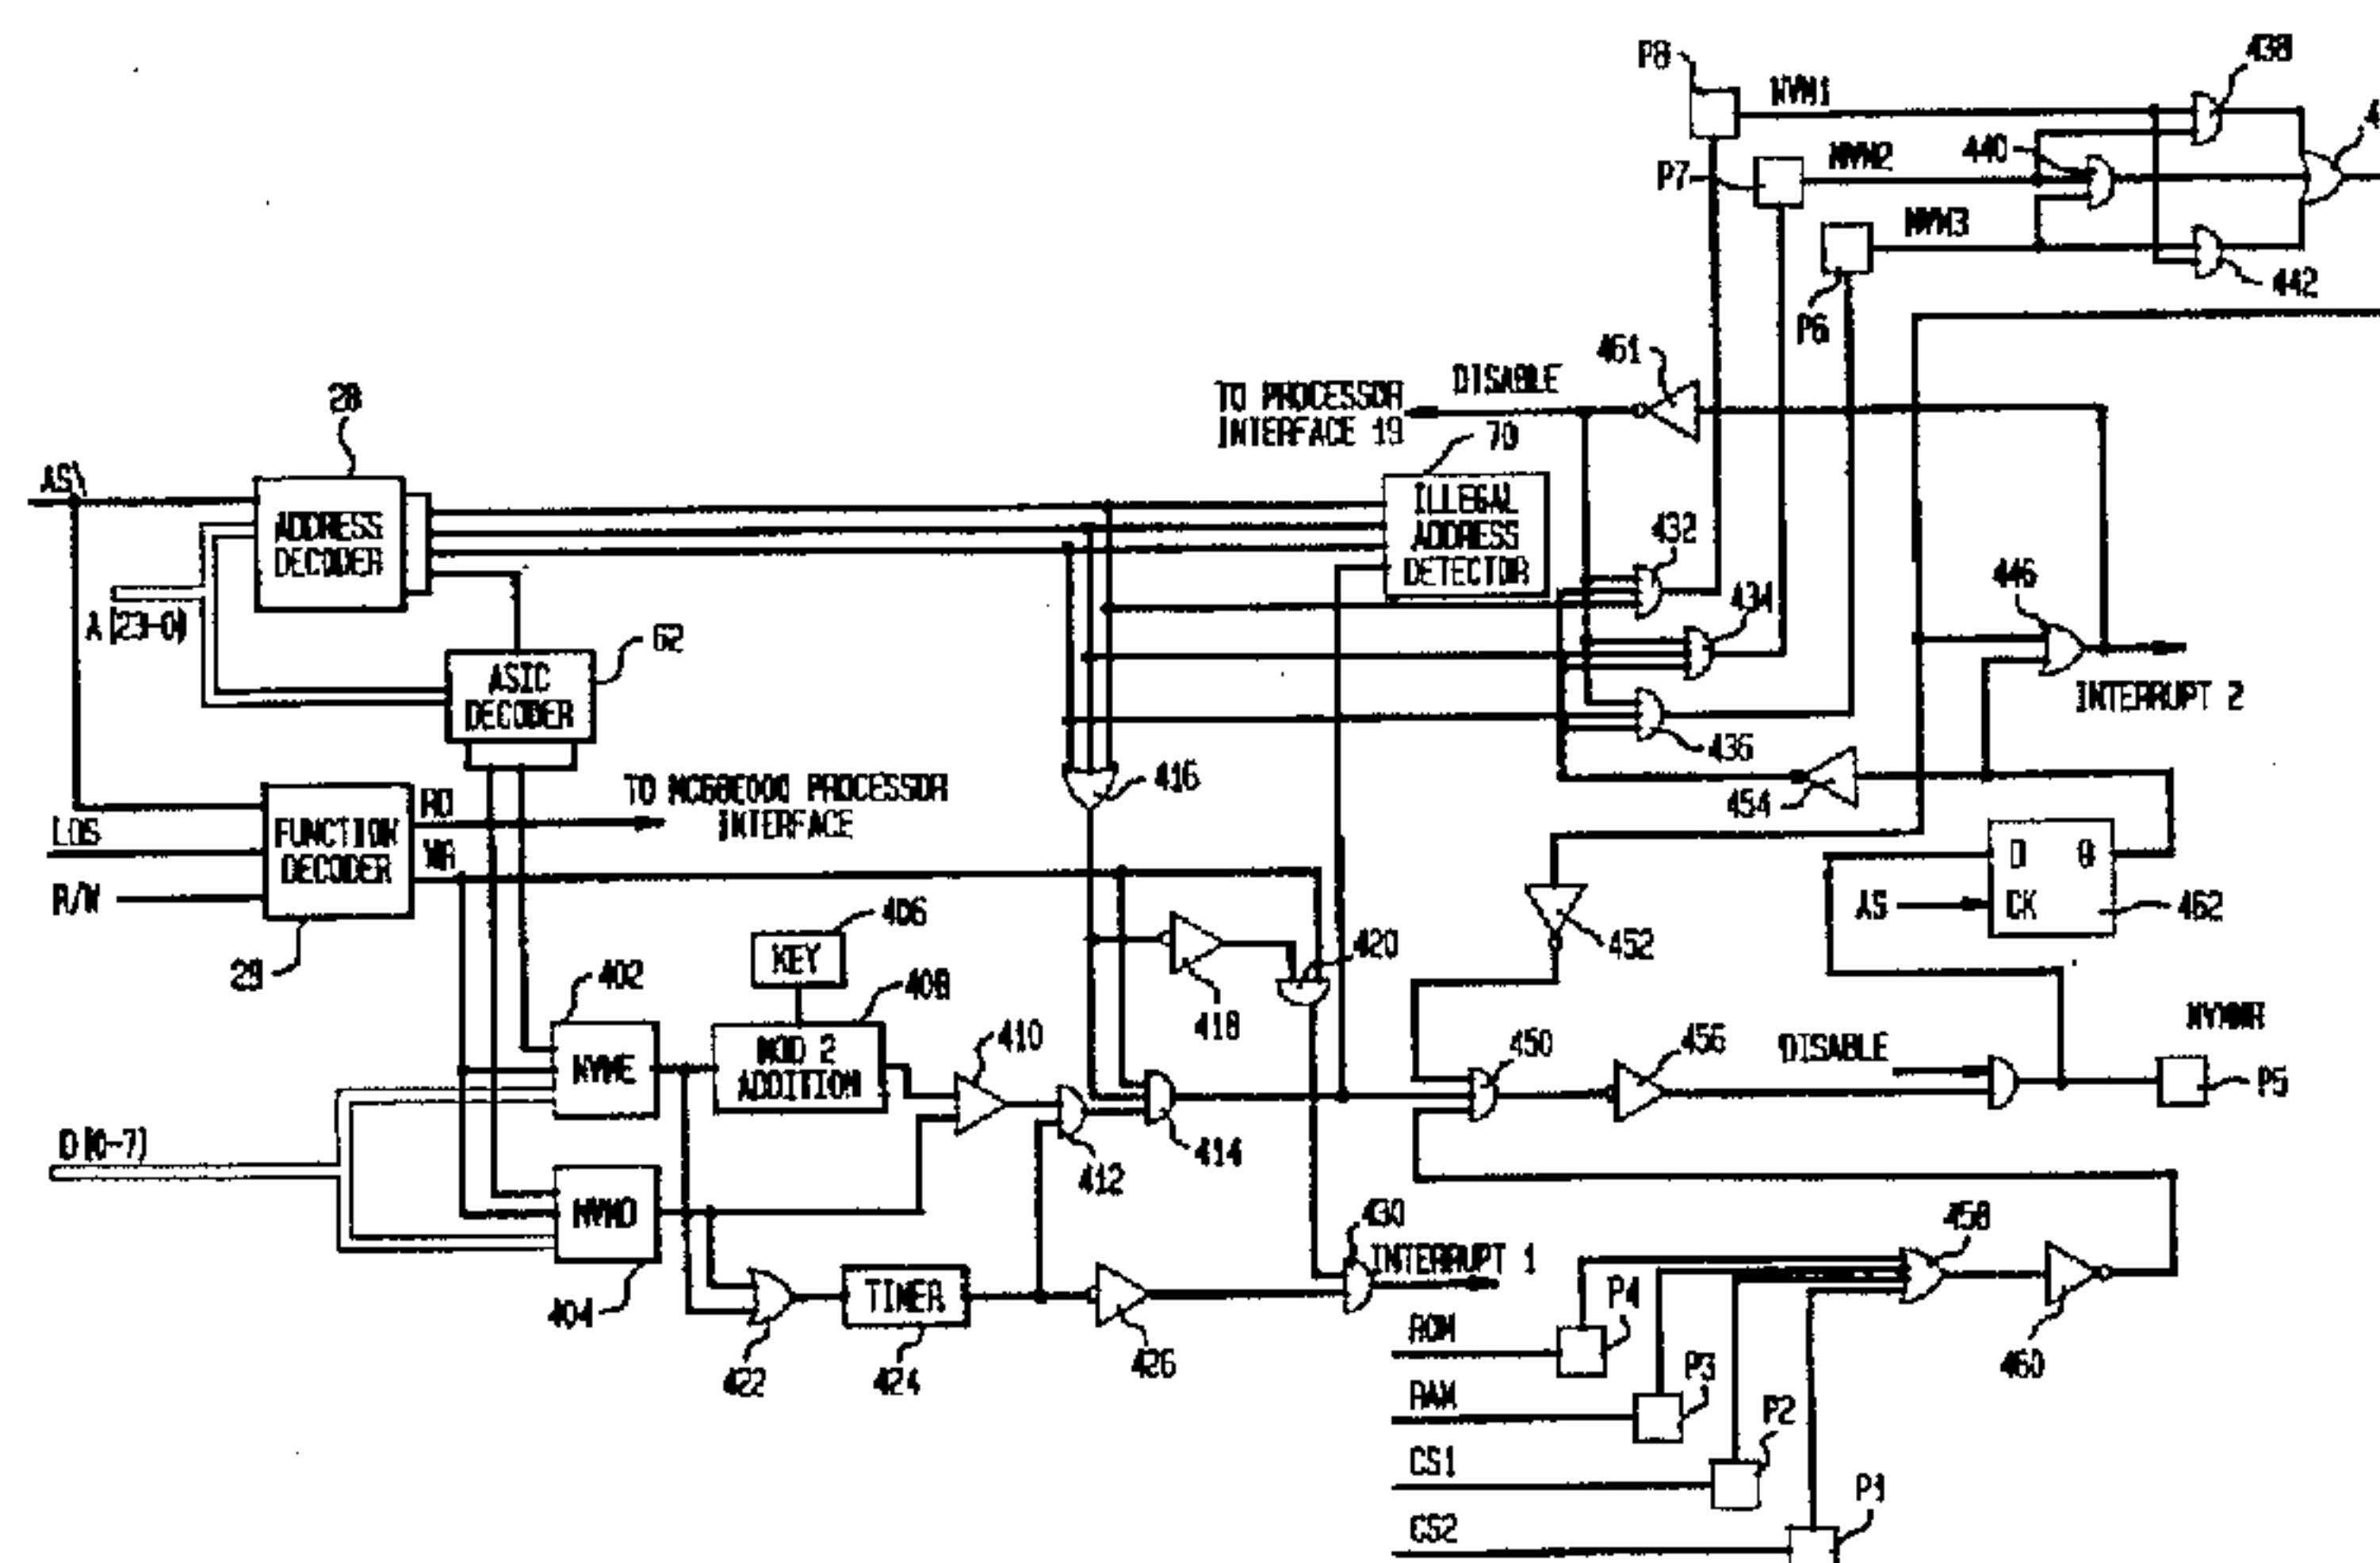 P8
NVM1
438
P7
NVM2
440
NVM3
P6
442
461
DISABLE
TO PROCESSOR
INTERFACE 19
70
28
AS\
ADDRESS
DECODER
ILLEGAL
ADDRESS
DETECTOR
432
434
446
A (23-0)
62
ASIC
DECODER
INTERRUPT 2
436
416
454
TO MC68E000 PROCESSOR
INTERFACE
RD
LDS
FUNCTION
DECODER
WR
R/W
D Q
AS
CK
462
406
KEY
420
452
29
402
408
418
NVMWR
410
NVME
MOD 2
ADDITION
450
456
DISABLE
P5
D (0-7)
412
414
NVMD
430
INTERRUPT 1
458
404
TIMER
P4
ROM
422
424
426
P3
460
RAM
P2
CS1
P1
CS2